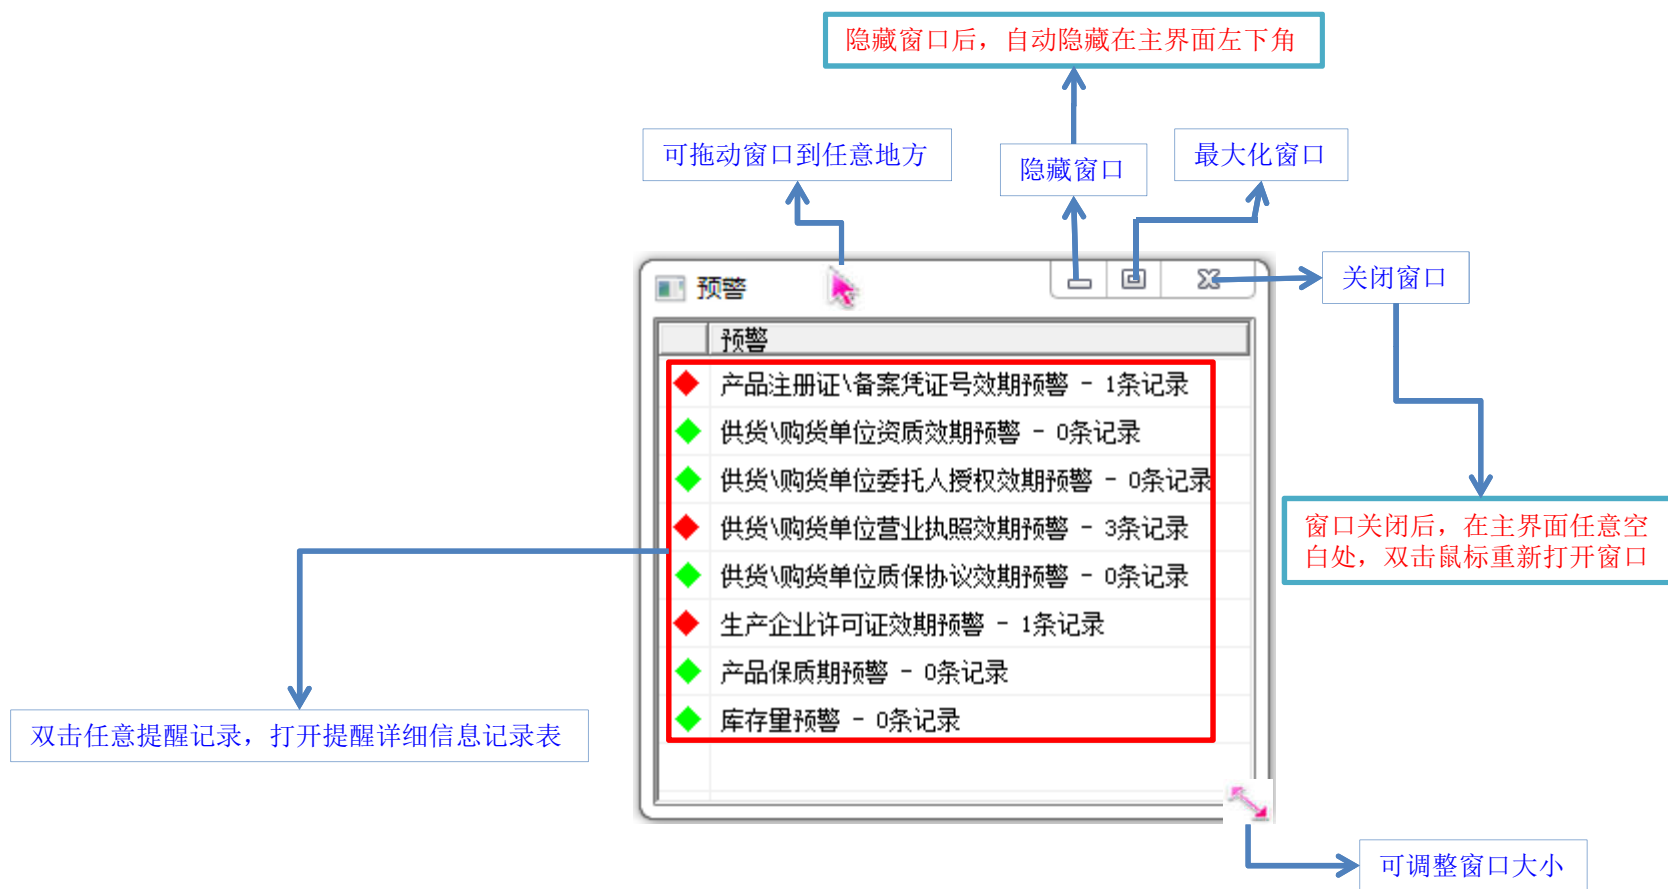 隐藏窗口后，自动隐藏在主界面左下角
可拖动窗口到任意地方
隐藏窗口
最大化窗口
关闭窗口
预警
预警
产品注册证\备案凭证号效期预警 - 1条记录
供货\购货单位资质效期预警 - 0条记录
供货\购货单位委托人授权效期预警 - 0条记录
供货\购货单位营业执照效期预警 - 3条记录
供货\购货单位质保协议效期预警 - 0条记录
生产企业许可证效期预警 - 1条记录
产品保质期预警 - 0条记录
库存量预警 - 0条记录
窗口关闭后，在主界面任意空
白处，双击鼠标重新打开窗口
双击任意提醒记录，打开提醒详细信息记录表
可调整窗口大小